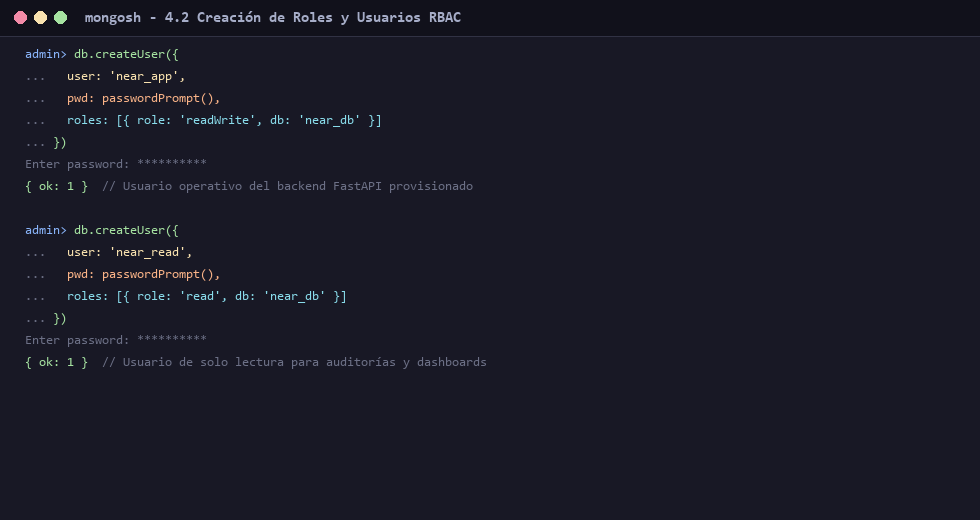 mongosh - 4.2 Creación de Roles y Usuarios RBAC
admin> db.createUser({
...   user: 'near_app',
...   pwd: passwordPrompt(),
...   roles: [{ role: 'readWrite', db: 'near_db' }]
... })
Enter password: **********
{ ok: 1 }  // Usuario operativo del backend FastAPI provisionado
admin> db.createUser({
...   user: 'near_read',
...   pwd: passwordPrompt(),
...   roles: [{ role: 'read', db: 'near_db' }]
... })
Enter password: **********
{ ok: 1 }  // Usuario de solo lectura para auditorías y dashboards